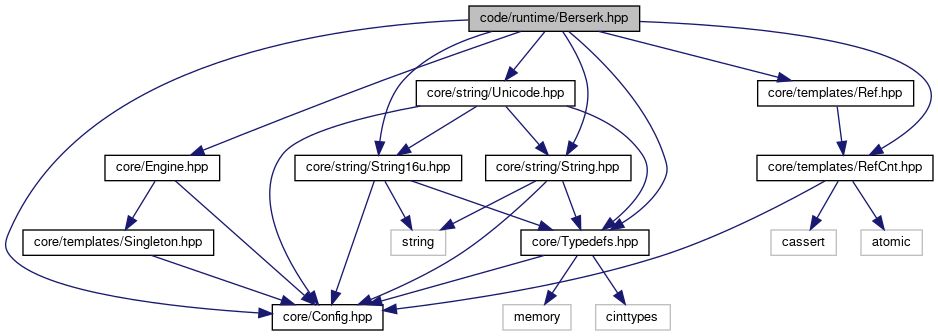 code/runtime/Berserk.hpp
core/string/Unicode.hpp
core/templates/Ref.hpp
core/Engine.hpp
core/string/String16u.hpp
core/string/String.hpp
core/templates/RefCnt.hpp
core/templates/Singleton.hpp
string
core/Typedefs.hpp
cassert
atomic
core/Config.hpp
memory
cinttypes